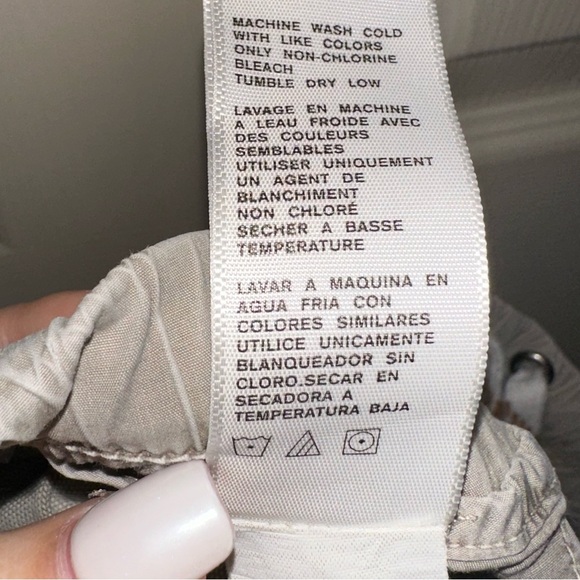 MACHINE WASH COLD
WITH LIKE COLORS
ONLY NON-CHLORINE
BLEACH
TUMBLE DRY LOW
LAVAGE EN MACHINE
A LEAU FROIDE AVEC
DES COULEURS
SEMBLABLES
UTILISER UNIQUEMENT
UN AGENT DE
BLANCHIMENT
NON CHLORÉ
SECHER A BASSE
TEMPERATURE
LAVAR A MAQUINA EN
AGUA FRIA CON
COLORES SIMILARES
UTILICE UNICAMENTE
BLANQUEADOR SIN
CLORO.SECAR EN
SECADORA A
TEMPERATURA BAJA